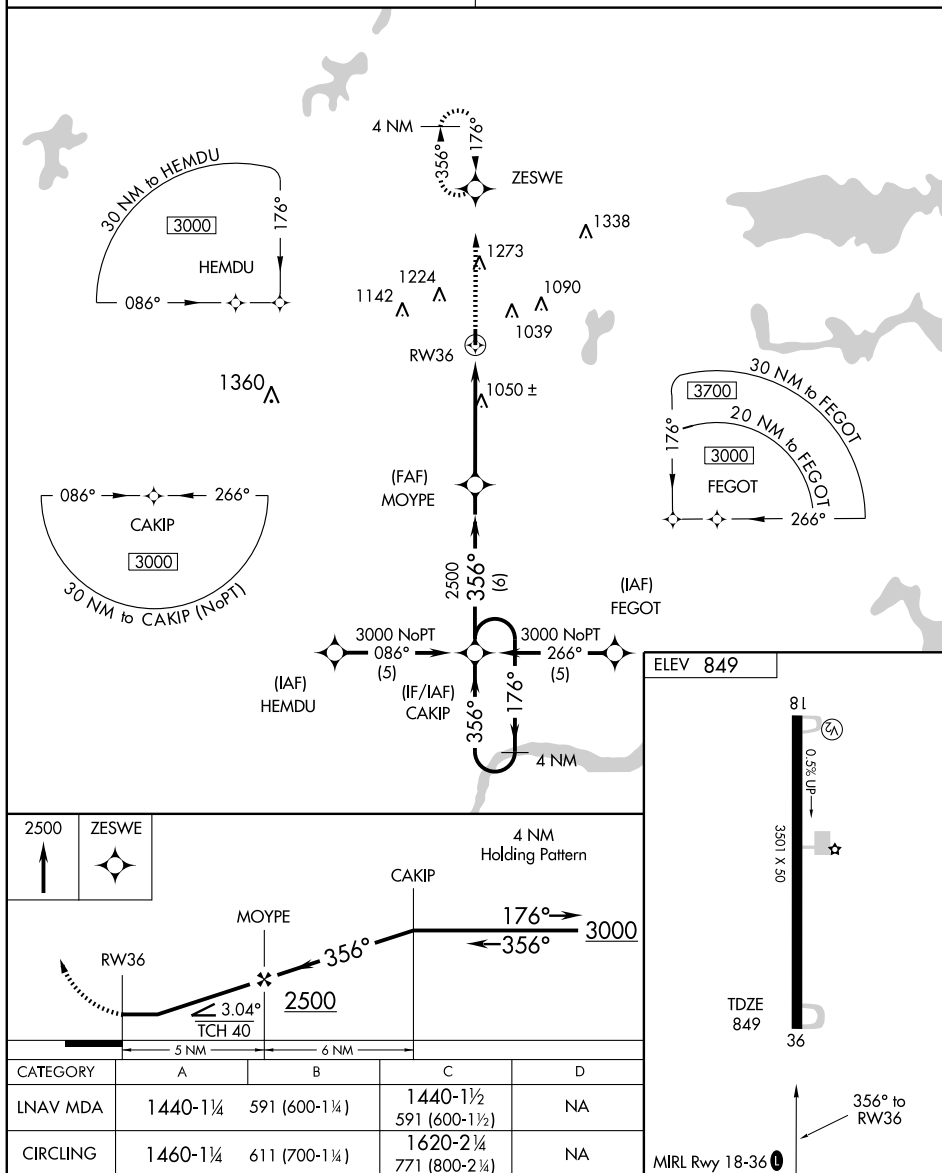 4 NM
356°
176°
ZESWE
30 NM to HEMDU
3000
176°
HEMDU
086°
1338
1273
1224
1142
1090
1039
RW36
1360
1050 ±
30 NM to FEGOT
3700
20 NM to FEGOT
176°
3000
FEGOT
266°
(FAF)
MOYPE
086°
266°
CAKIP
3000
30 NM to CAKIP (NoPT)
2500
356°
(6)
(IAF)
FEGOT
3000 NoPT
086°
(5)
3000 NoPT
266°
(5)
(IAF)
HEMDU
(IF/IAF)
CAKIP
356°
176°
4 NM
ELEV 849
18
V2
0.5% UP
3501 X 50
TDZE
849
36
356° to
RW36
MIRL Rwy 18-36 L
2500
ZESWE
4 NM
Holding Pattern
CAKIP
MOYPE
RW36
176°
356°
3000
356°
2500
3.04°
TCH 40
5 NM
6 NM
CATEGORY A B C D
LNAV MDA 1440-1¼ 591 (600-1¼) 1440-1½ NA
591 (600-1½)
CIRCLING 1460-1¼ 611 (700-1¼) 1620-2¼ NA
771 (800-2¼)